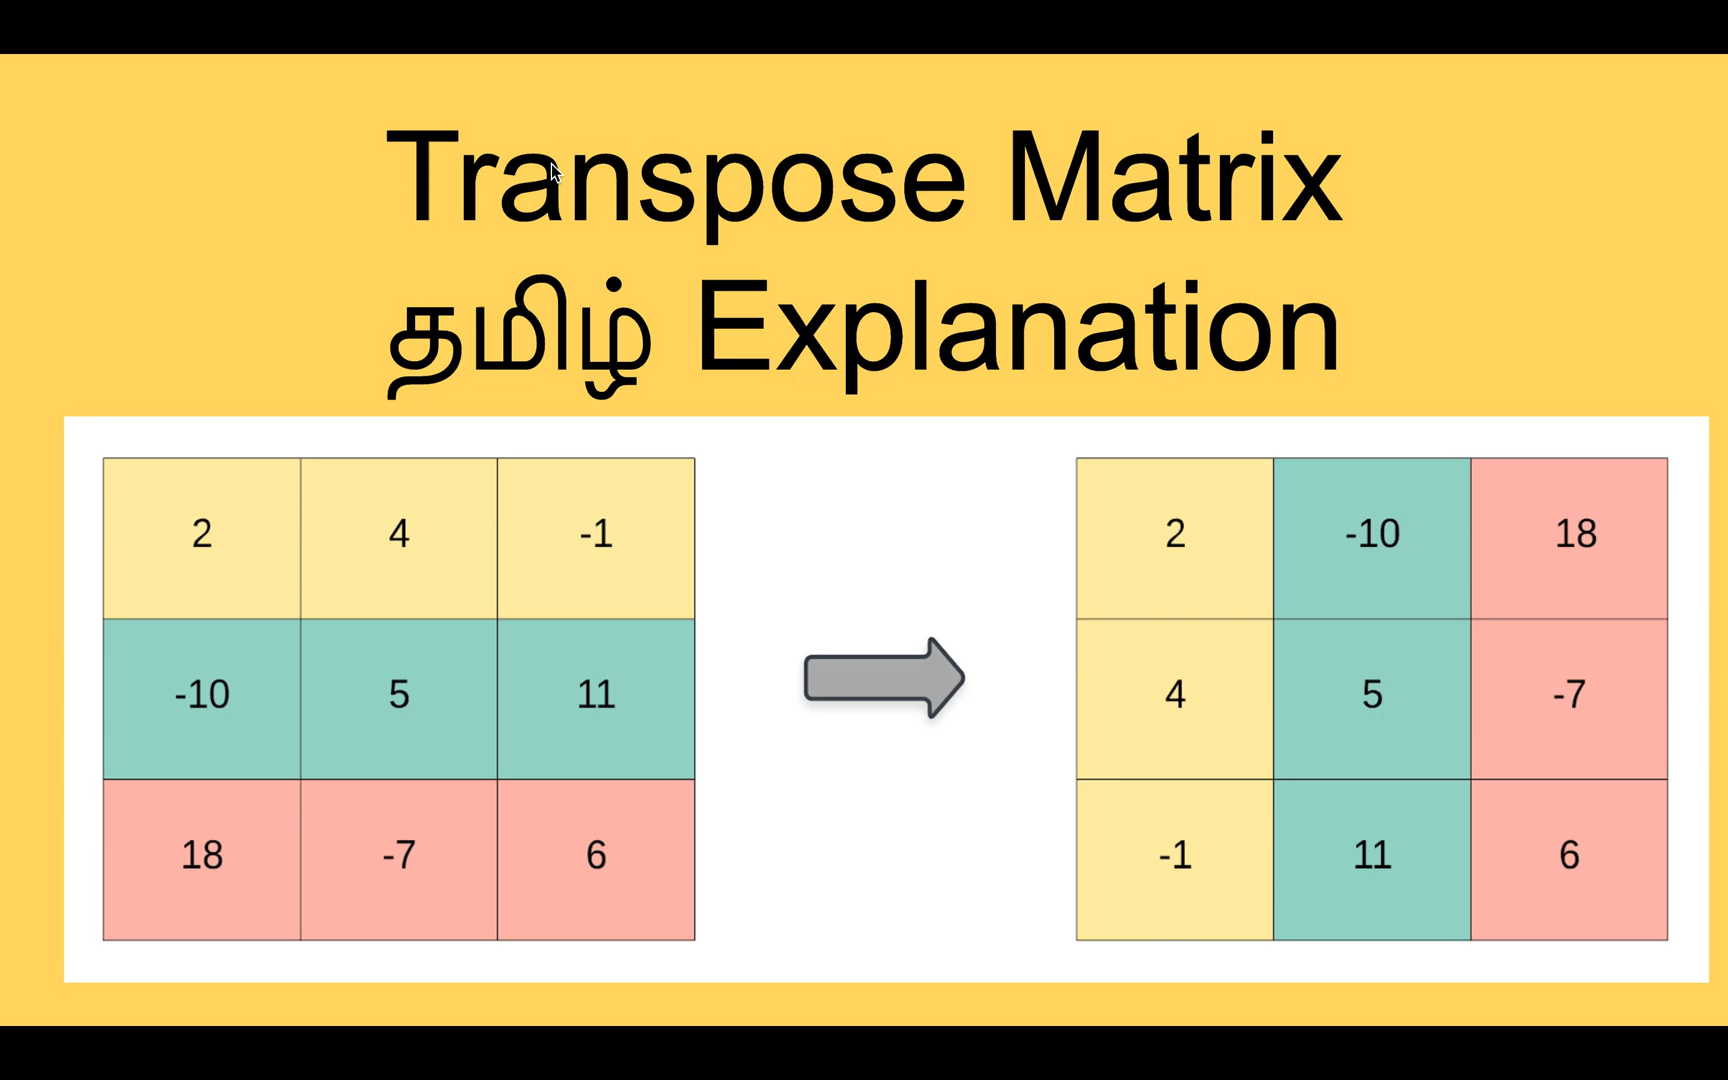 Transpose Matrix
தமிழ் Explanation
2 4 -1 2 -10 18
-10 5 11 4 5 -7
18 -7 6 -1 11 6